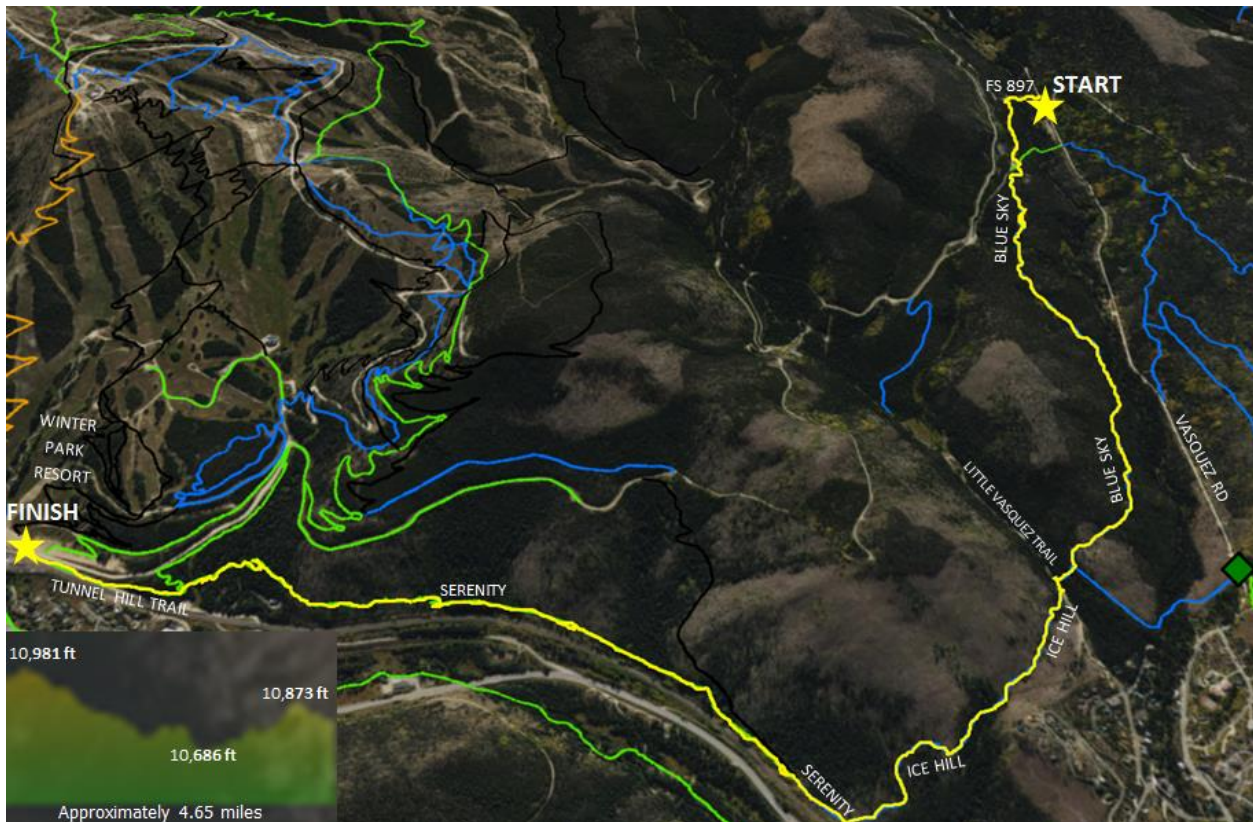 FS 897
START
BLUE SKY
BLUE SKY
VASQUEZ RD
LITTLE VASQUEZ TRAIL
WINTER
PARK
RESORT
FINISH
TUNNEL HILL TRAIL
SERENITY
ICE HILL
ICE HILL
SERENITY
10,981 ft
10,873 ft
10,686 ft
Approximately 4.65 miles